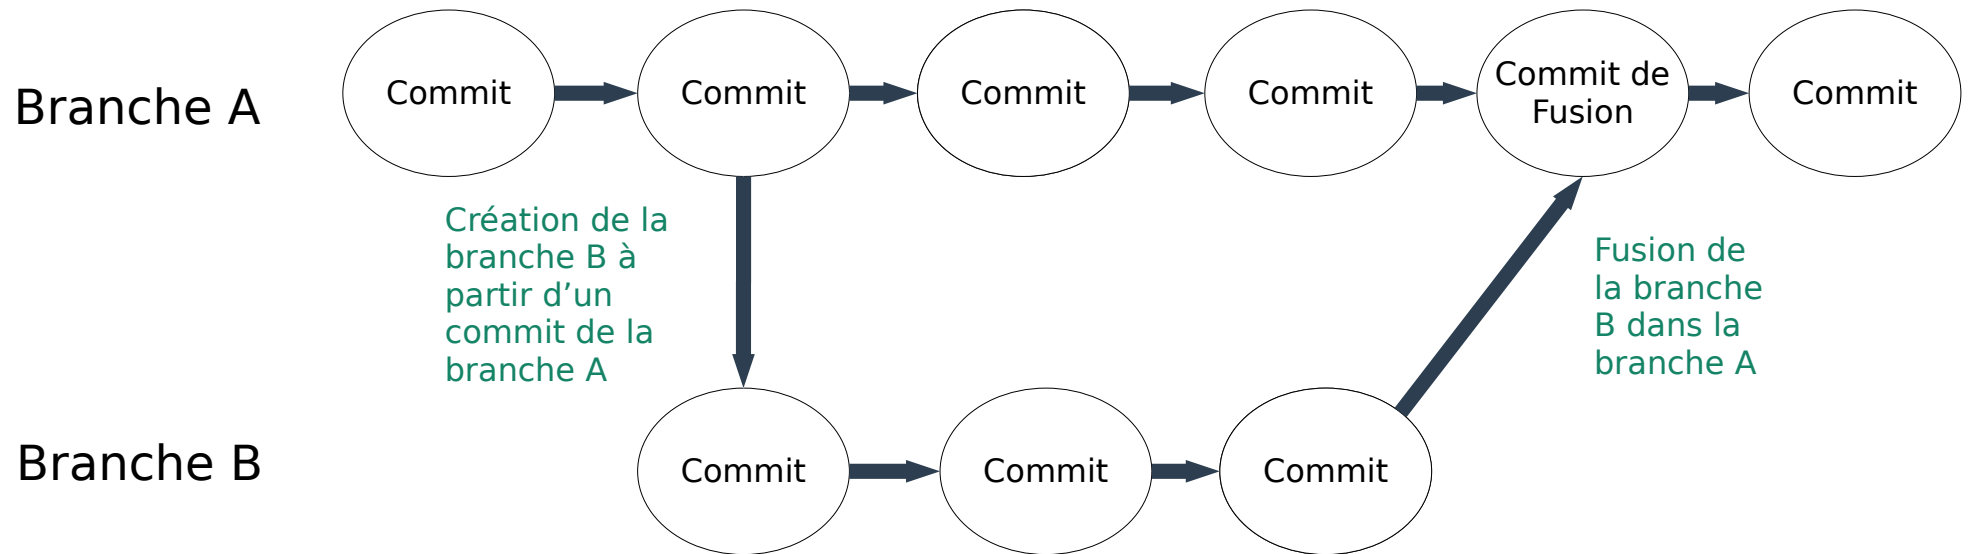 Branche A
Commit
Commit
Commit
Commit
Commit de
Fusion
Commit
Création de la
branche B à
partir d’un
commit de la
branche A
Fusion de
la branche
B dans la
branche A
Branche B
Commit
Commit
Commit